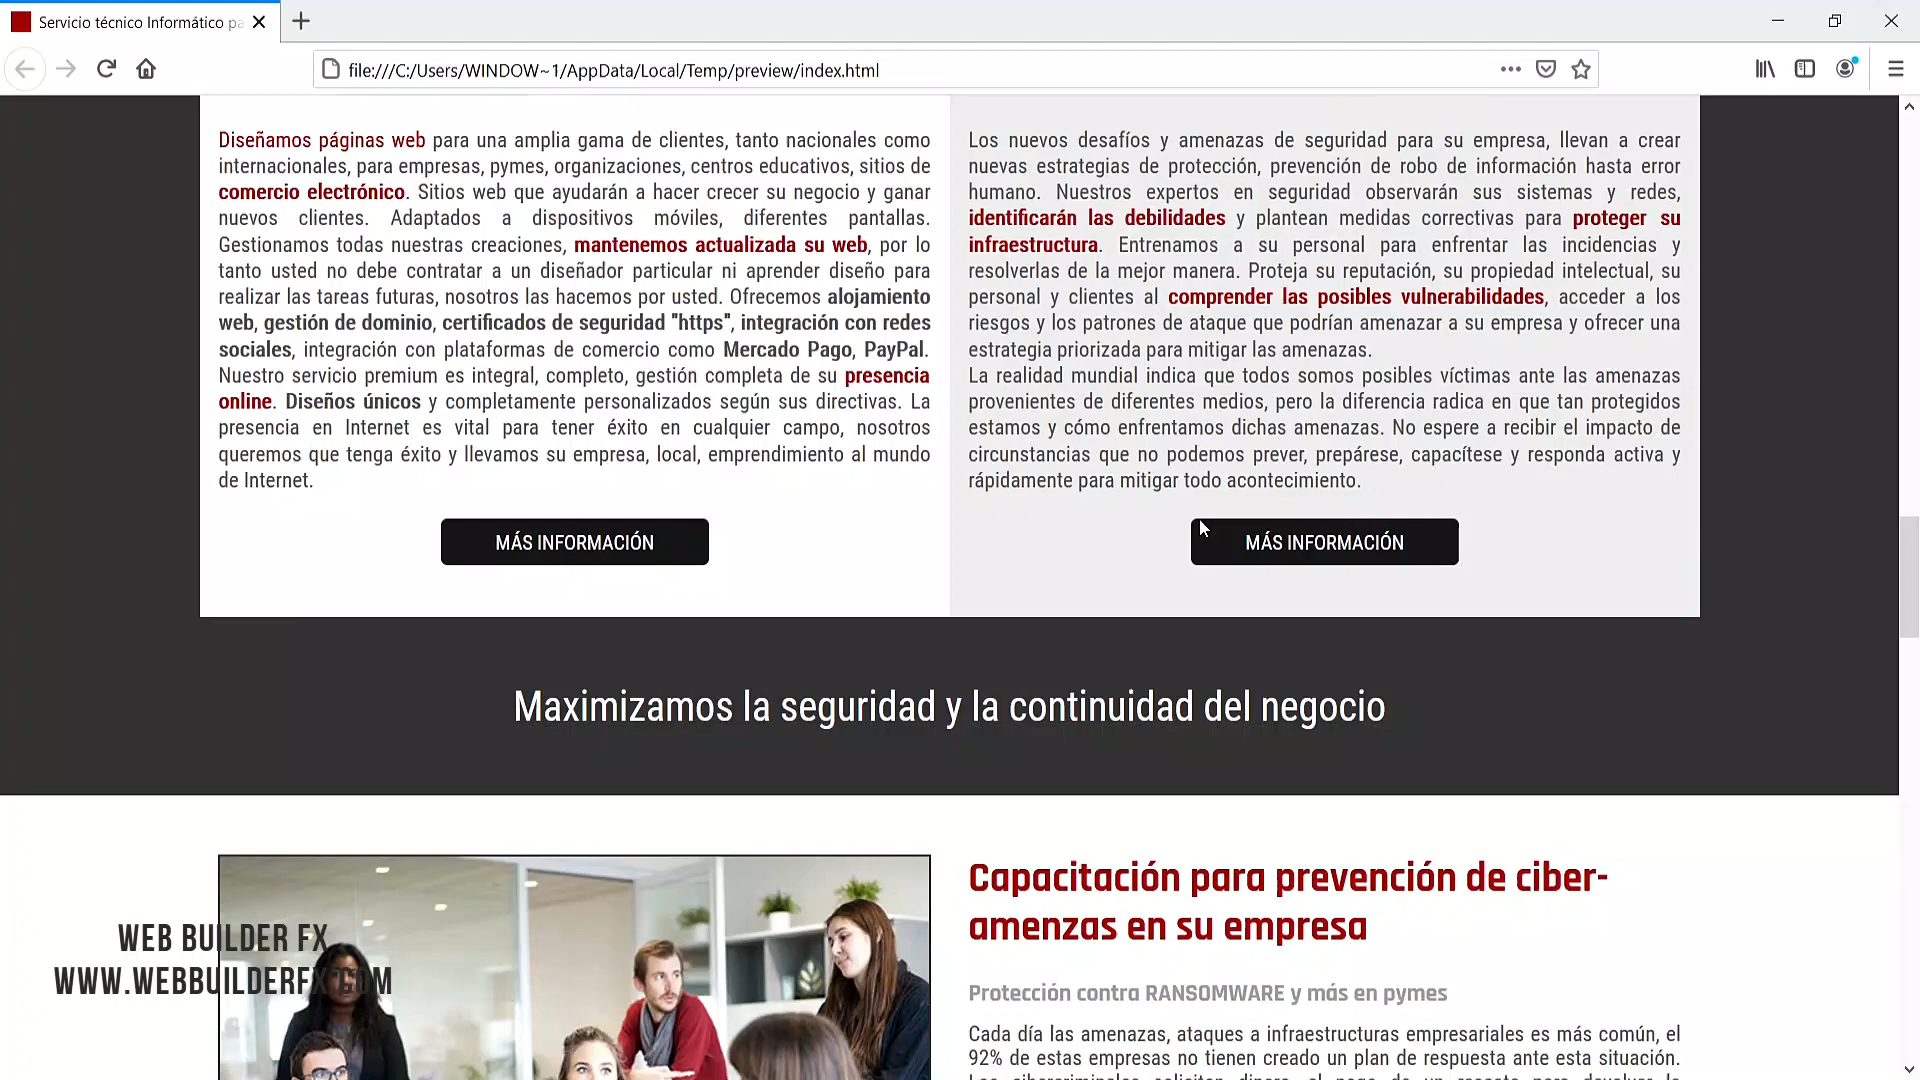 Servicio técnico Informático pa
file:///C:/Users/WINDOW~1/AppData/Local/Temp/preview/index.html
Diseñamos páginas web para una amplia gama de clientes, tanto nacionales como
internacionales, para empresas, pymes, organizaciones, centros educativos, sitios de
comercio electrónico. Sitios web que ayudarán a hacer crecer su negocio y ganar
nuevos clientes. Adaptados a dispositivos móviles, diferentes pantallas.
Gestionamos todas nuestras creaciones, mantenemos actualizada su web, por lo
tanto usted no debe contratar a un diseñador particular ni aprender diseño para
realizar las tareas futuras, nosotros las hacemos por usted. Ofrecemos alojamiento
web, gestión de dominio, certificados de seguridad "https", integración con redes
sociales, integración con plataformas de comercio como Mercado Pago, PayPal.
Nuestro servicio premium es integral, completo, gestión completa de su presencia
online. Diseños únicos y completamente personalizados según sus directivas. La
presencia en Internet es vital para tener éxito en cualquier campo, nosotros
queremos que tenga éxito y llevamos su empresa, local, emprendimiento al mundo
de Internet.
MÁS INFORMACIÓN
Los nuevos desafíos y amenazas de seguridad para su empresa, llevan a crear
nuevas estrategias de protección, prevención de robo de información hasta error
humano. Nuestros expertos en seguridad observarán sus sistemas y redes,
identificarán las debilidades y plantean medidas correctivas para proteger su
infraestructura. Entrenamos a su personal para enfrentar las incidencias y
resolverlas de la mejor manera. Proteja su reputación, su propiedad intelectual, su
personal y clientes al comprender las posibles vulnerabilidades, acceder a los
riesgos y los patrones de ataque que podrían amenazar a su empresa y ofrecer una
estrategia priorizada para mitigar las amenazas.
La realidad mundial indica que todos somos posibles víctimas ante las amenazas
provenientes de diferentes medios, pero la diferencia radica en que tan protegidos
estamos y cómo enfrentamos dichas amenazas. No espere a recibir el impacto de
circunstancias que no podemos prever, prepárese, capacítese y responda activa y
rápidamente para mitigar todo acontecimiento.
MÁS INFORMACIÓN
Maximizamos la seguridad y la continuidad del negocio
WEB BUILDER FX
WWW.WEBBUILDERFX.COM
Capacitación para prevención de ciber-
amenzas en su empresa
Protección contra RANSOMWARE y más en pymes
Cada día las amenazas, ataques a infraestructuras empresariales es más común, el
92% de estas empresas no tienen creado un plan de respuesta ante esta situación.